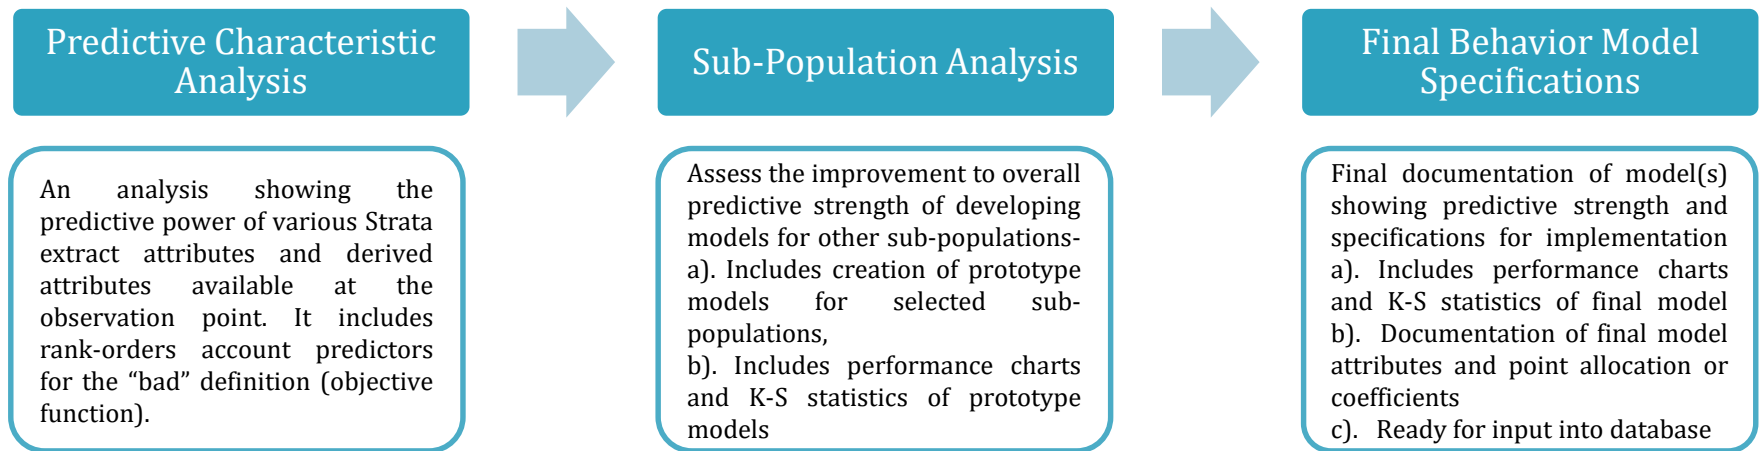 Predictive Characteristic
Analysis
An analysis showing the
predictive power of various Strata
extract attributes and derived
attributes available at the
observation point. It includes
rank-orders account predictors
for the “bad” definition (objective
function).
Sub-Population Analysis
Assess the improvement to overall
predictive strength of developing
models for other sub-populations-
a). Includes creation of prototype
models for selected sub-
populations,
b). Includes performance charts
and K-S statistics of prototype
models
Final Behavior Model
Specifications
Final documentation of model(s)
showing predictive strength and
specifications for implementation
a). Includes performance charts
and K-S statistics of final model
b). Documentation of final model
attributes and point allocation or
coefficients
c). Ready for input into database